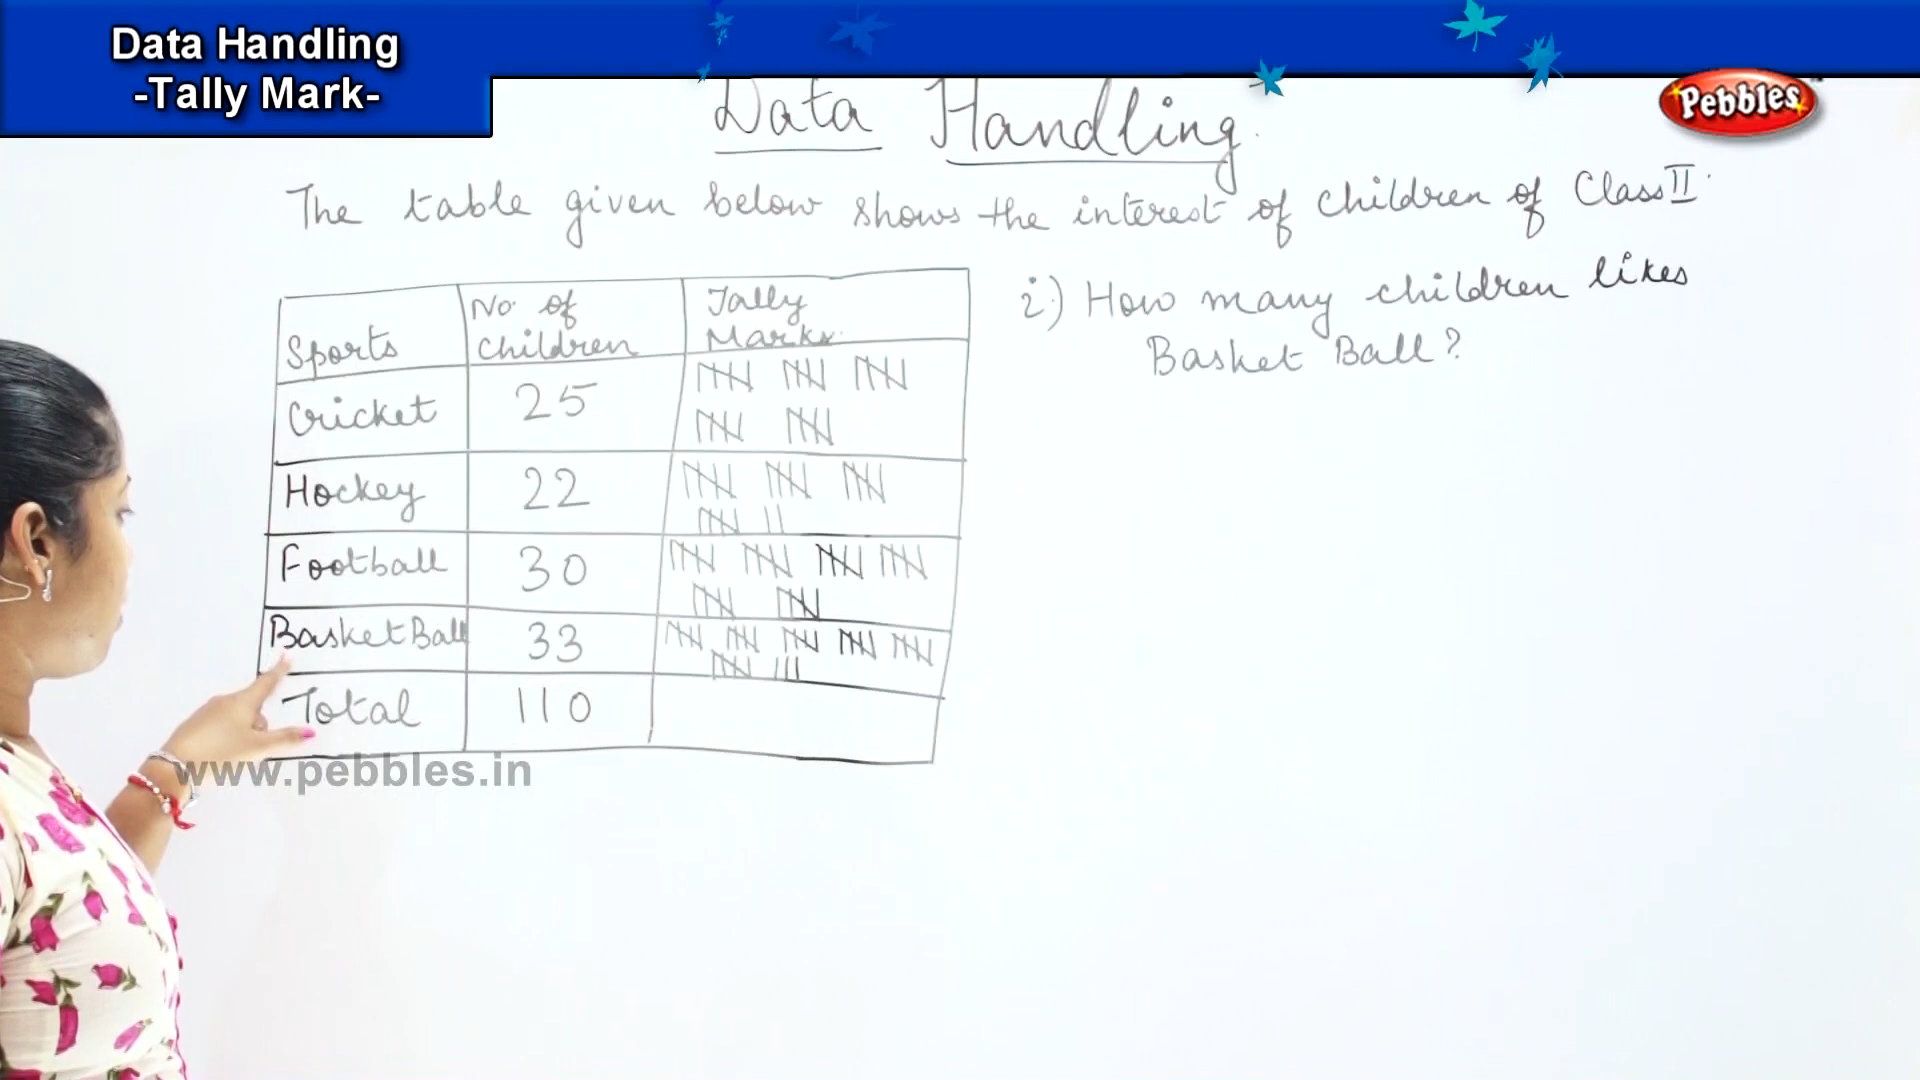 Data Handling
-Tally Mark-
Pebbles
Data Handling
The table given below shows the interest of children of Class II.
Sports No. of Children Tally Marks
Cricket 25
Hockey 22
Football 30
Basket Ball 33
Total 110
i) How many children likes
Basket Ball?
www.pebbles.in